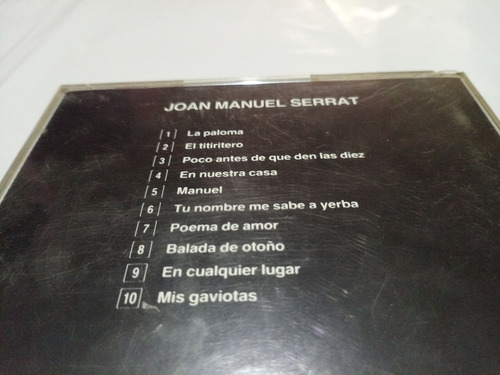 JOAN MANUEL SERRAT
[1] La paloma
[2] El titiritero
[3] Poco antes de que den las diez
[4] En nuestra casa
[5] Manuel
[6] Tu nombre me sabe a yerba
[7] Poema de amor
[8] Balada de otoño
[9] En cualquier lugar
[10] Mis gaviotas